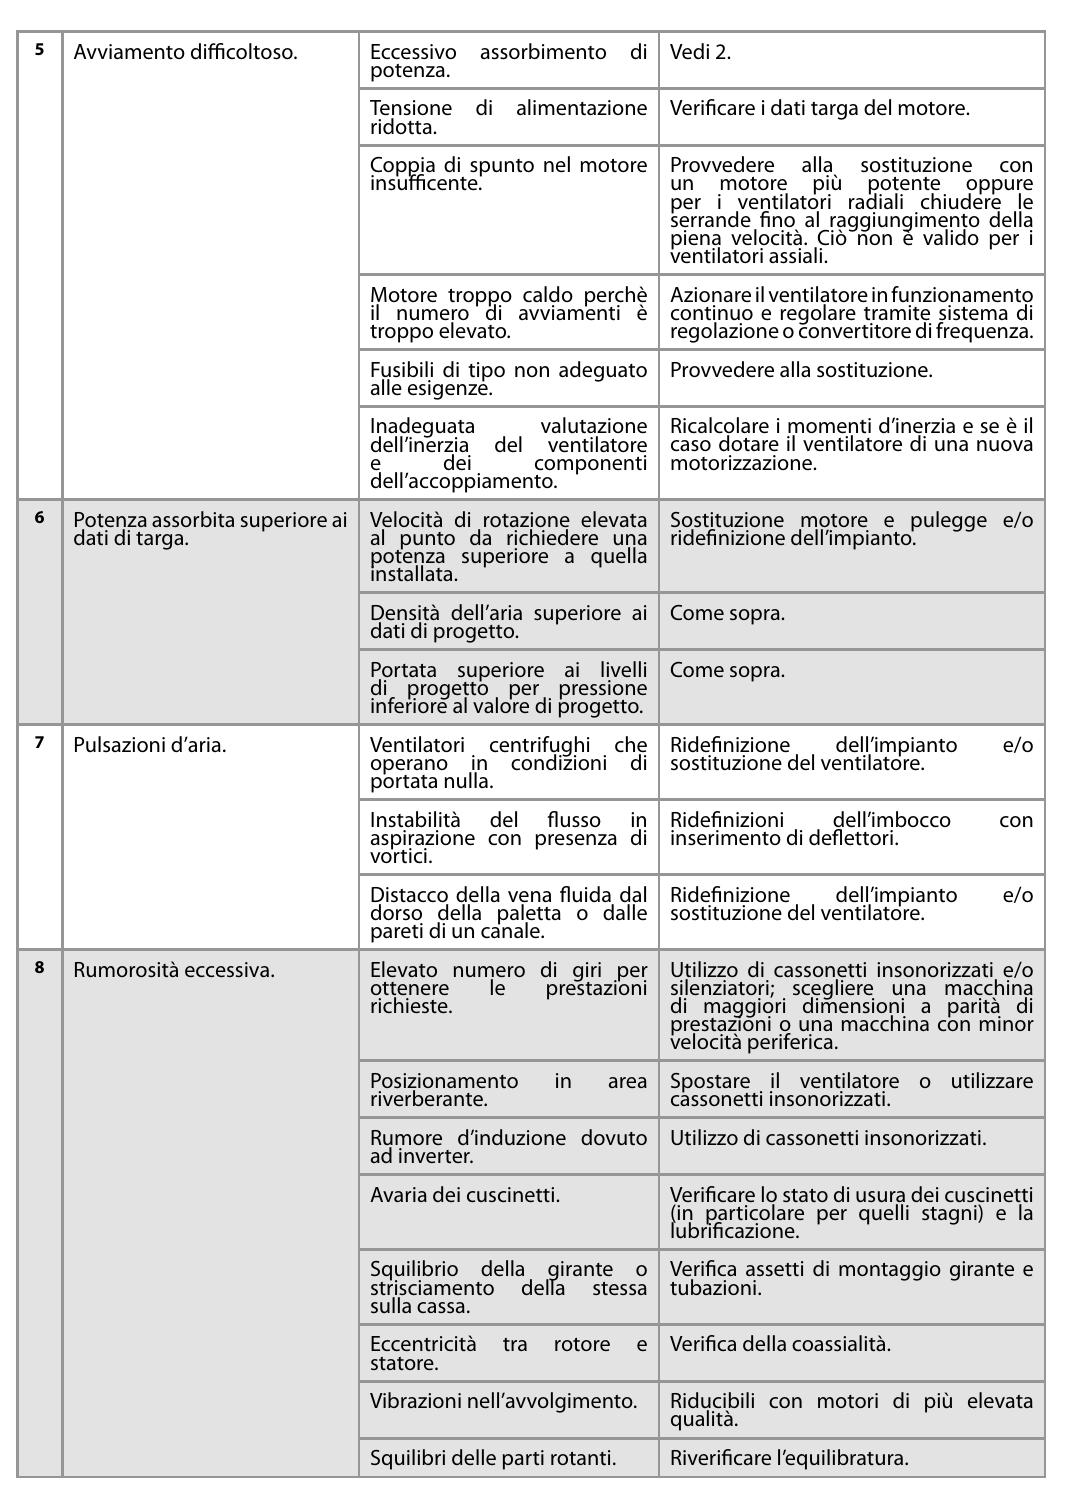 5
Avviamento difficoltoso.
Eccessivo assorbimento di
potenza.
Vedi 2.
Tensione di alimentazione
ridotta.
Verificare i dati targa del motore.
Coppia di spunto nel motore
insufficente.
Provvedere alla sostituzione con
un motore più potente oppure
per i ventilatori radiali chiudere le
serrande fino al raggiungimento della
piena velocità. Ciò non è valido per i
ventilatori assiali.
Motore troppo caldo perchè
il numero di avviamenti è
troppo elevato.
Azionare il ventilatore in funzionamento
continuo e regolare tramite sistema di
regolazione o convertitore di frequenza.
Fusibili di tipo non adeguato
alle esigenze.
Provvedere alla sostituzione.
Inadeguata valutazione
dell’inerzia del ventilatore
e dei componenti
dell’accoppiamento.
Ricalcolare i momenti d’inerzia e se è il
caso dotare il ventilatore di una nuova
motorizzazione.
6
Potenza assorbita superiore ai
dati di targa.
Velocità di rotazione elevata
al punto da richiedere una
potenza superiore a quella
installata.
Sostituzione motore e pulegge e/o
ridefinizione dell’impianto.
Densità dell’aria superiore ai
dati di progetto.
Come sopra.
Portata superiore ai livelli
di progetto per pressione
inferiore al valore di progetto.
Come sopra.
7
Pulsazioni d’aria.
Ventilatori centrifughi che
operano in condizioni di
portata nulla.
Ridefinizione dell’impianto e/o
sostituzione del ventilatore.
Instabilità del flusso in
aspirazione con presenza di
vortici.
Ridefinizioni dell’imbocco con
inserimento di deflettori.
Distacco della vena fluida dal
dorso della paletta o dalle
pareti di un canale.
Ridefinizione dell’impianto e/o
sostituzione del ventilatore.
8
Rumorosità eccessiva.
Elevato numero di giri per
ottenere le prestazioni
richieste.
Utilizzo di cassonetti insonorizzati e/o
silenziatori; scegliere una macchina
di maggiori dimensioni a parità di
prestazioni o una macchina con minor
velocità periferica.
Posizionamento in area
riverberante.
Spostare il ventilatore o utilizzare
cassonetti insonorizzati.
Rumore d’induzione dovuto
ad inverter.
Utilizzo di cassonetti insonorizzati.
Avaria dei cuscinetti.
Verificare lo stato di usura dei cuscinetti
(in particolare per quelli stagni) e la
lubrificazione.
Squilibrio della girante o
strisciamento della stessa
sulla cassa.
Verifica assetti di montaggio girante e
tubazioni.
Eccentricità tra rotore e
statore.
Verifica della coassialità.
Vibrazioni nell’avvolgimento.
Riducibili con motori di più elevata
qualità.
Squilibri delle parti rotanti.
Riverificare l’equilibratura.